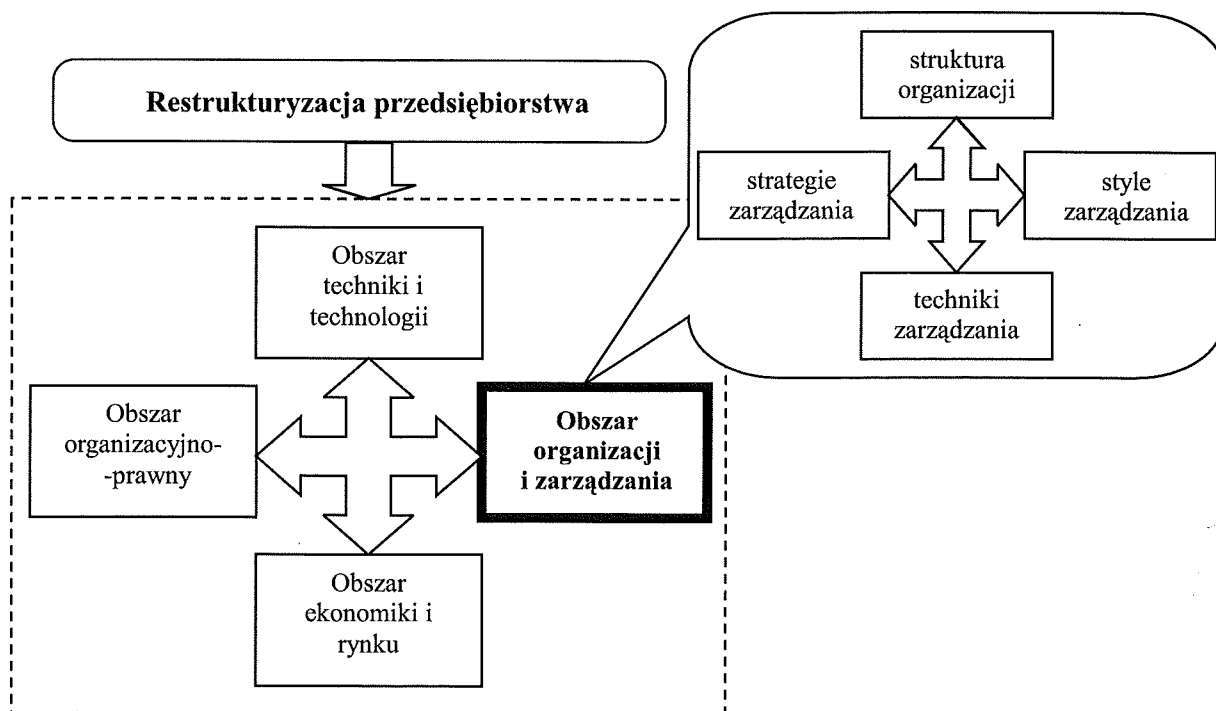 Restrukturyzacja przedsiębiorstwa
struktura
organizacji
strategie
zarządzania
style
zarządzania
techniki
zarządzania
Obszar
techniki i
technologii
Obszar
organizacyjno-
-prawny
Obszar
organizacji
i zarządzania
Obszar
ekonomiki i
rynku